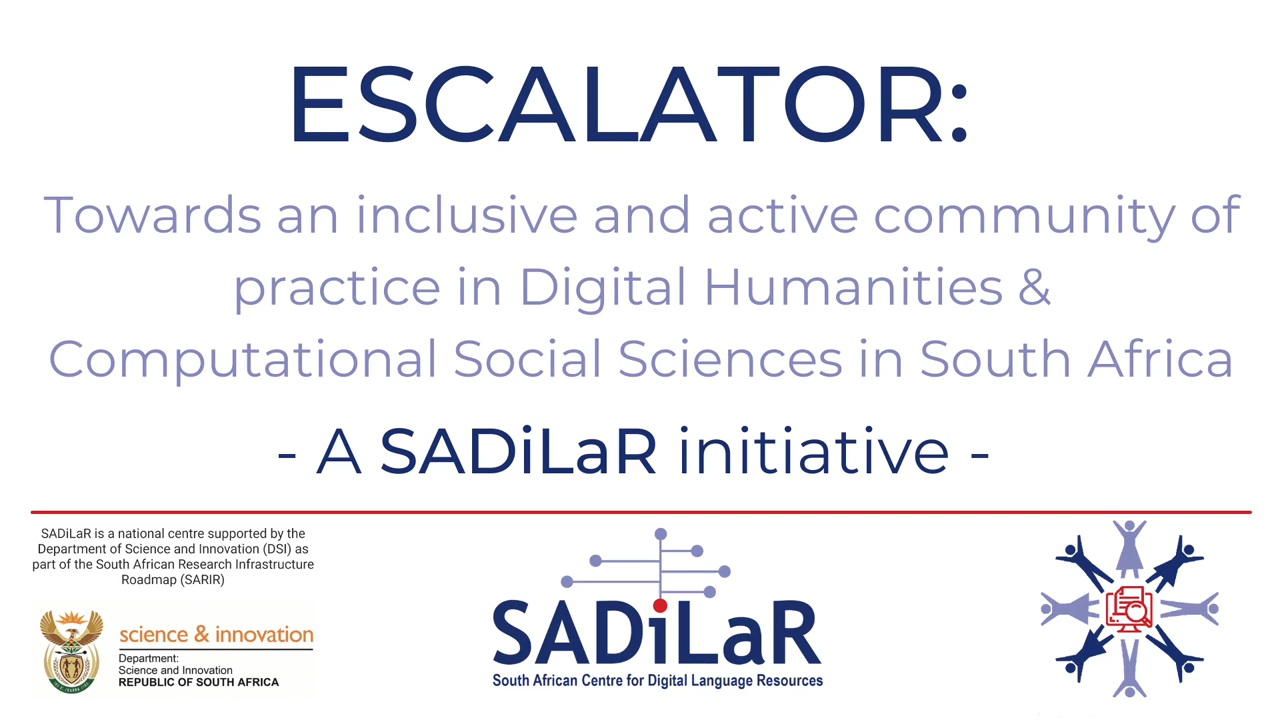 ESCALATOR:
Towards an inclusive and active community of
practice in Digital Humanities &
Computational Social Sciences in South Africa
- A SADiLaR initiative -
SADiLaR is a national centre supported by the
Department of Science and Innovation (DSI) as
part of the South African Research Infrastructure
Roadmap (SARIR)
science & innovation
Department:
Science and Innovation
REPUBLIC OF SOUTH AFRICA
SADiLaR
South African Centre for Digital Language Resources